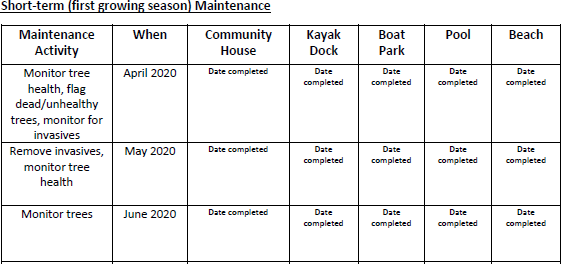 Short-term (first growing season) Maintenance
Maintenance Activity When Community House Kayak Dock Boat Park Pool Beach
Monitor tree health, flag dead/unhealthy trees, monitor for invasives April 2020 Date completed Date completed Date completed Date completed Date completed
Remove invasives, monitor tree health May 2020 Date completed Date completed Date completed Date completed Date completed
Monitor trees June 2020 Date completed Date completed Date completed Date completed Date completed